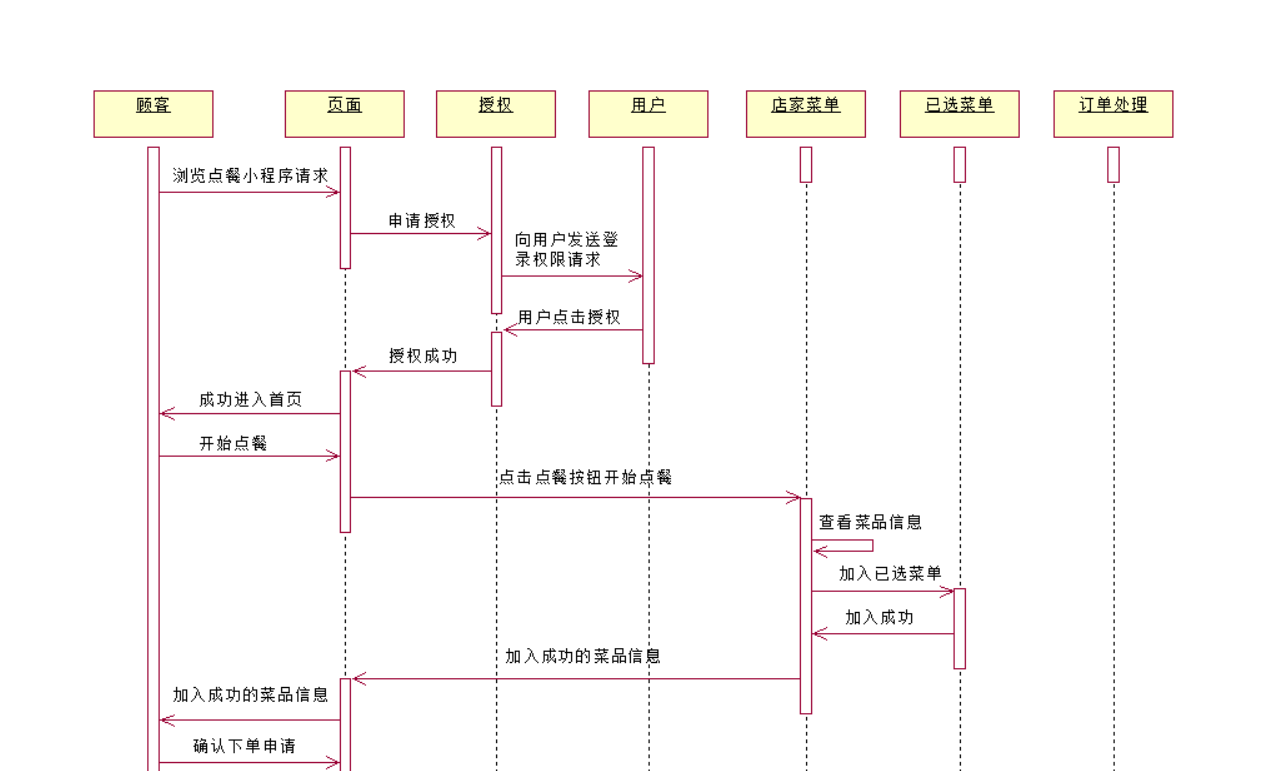 顾客
页面
授权
用户
店家菜单
已选菜单
订单处理
浏览点餐小程序请求
申请授权
向用户发送登
录权限请求
用户点击授权
授权成功
成功进入首页
开始点餐
点击点餐按钮开始点餐
查看菜品信息
加入已选菜单
加入成功
加入成功的菜品信息
加入成功的菜品信息
确认下单申请